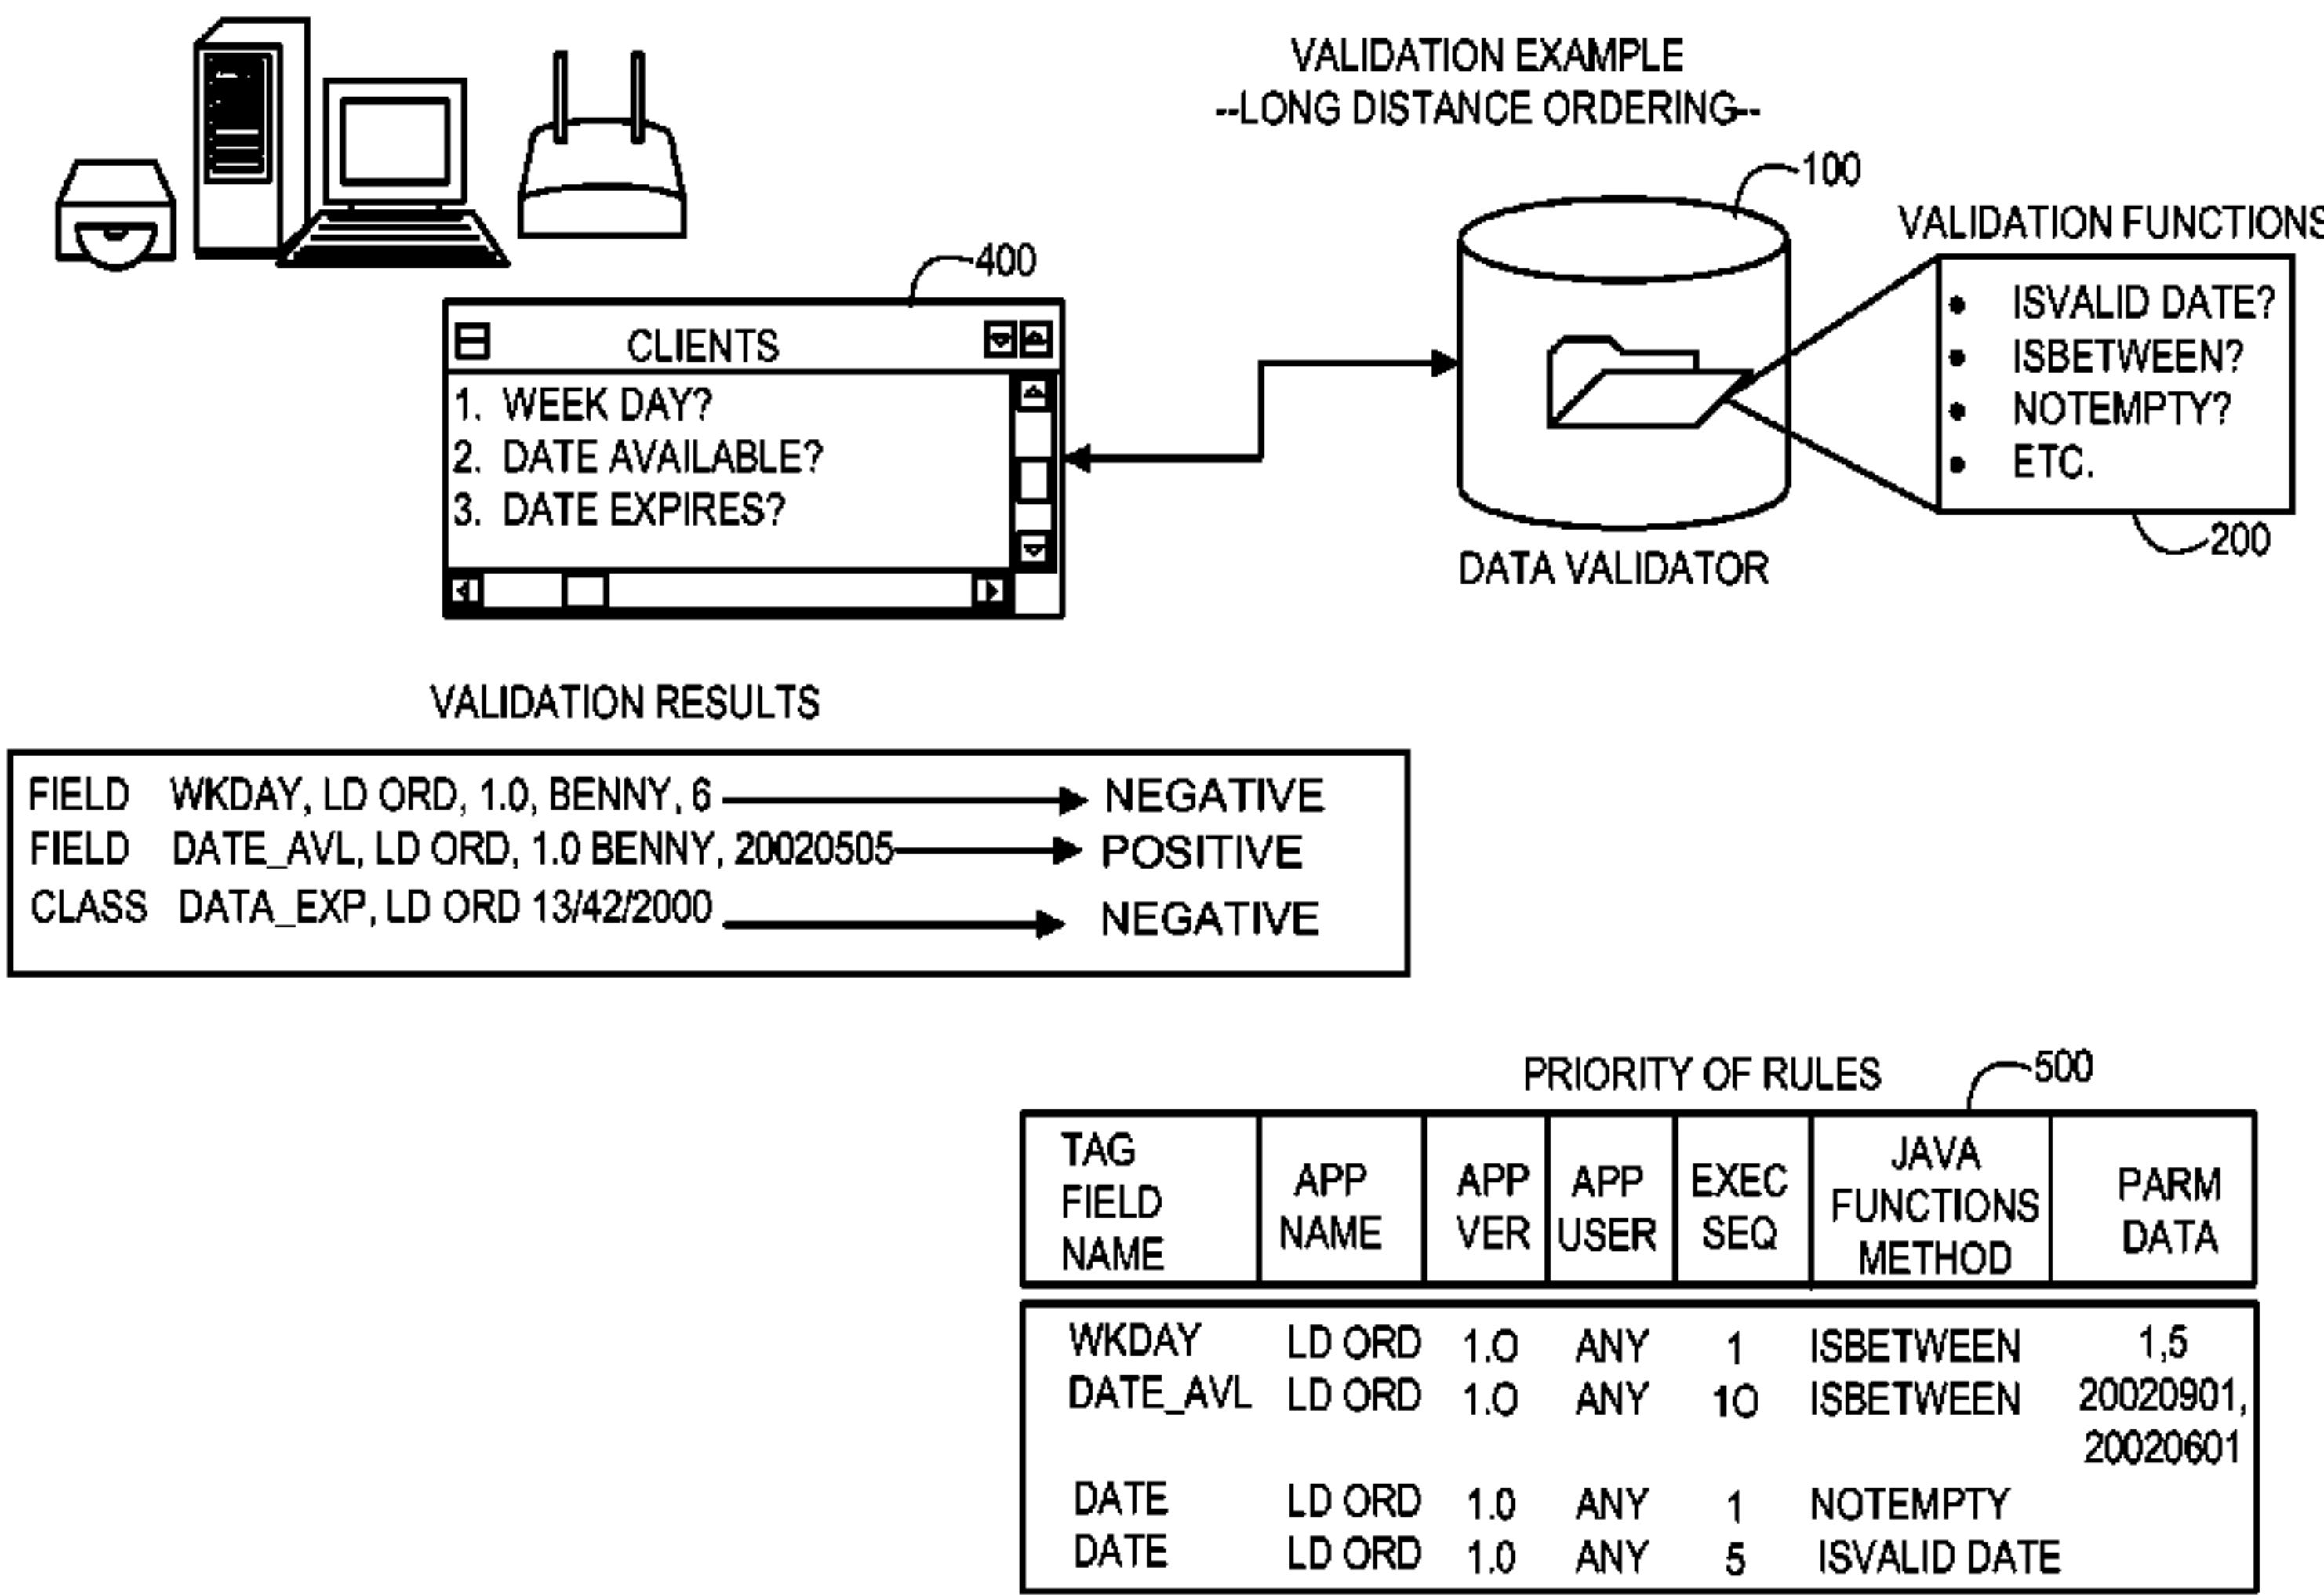 VALIDATION EXAMPLE
--LONG DISTANCE ORDERING--
100
VALIDATION FUNCTIONS
• ISVALID DATE?
• ISBETWEEN?
• NOTEMPTY?
• ETC.
200
DATA VALIDATOR
400
CLIENTS
1. WEEK DAY?
2. DATE AVAILABLE?
3. DATE EXPIRES?
VALIDATION RESULTS
FIELD WKDAY, LD ORD, 1.0, BENNY, 6 NEGATIVE
FIELD DATE_AVL, LD ORD, 1.0 BENNY, 20020505 POSITIVE
CLASS DATA_EXP, LD ORD 13/42/2000 NEGATIVE
PRIORITY OF RULES
500
TAG FIELD NAME APP NAME APP VER APP USER EXEC SEQ JAVA FUNCTIONS METHOD PARM DATA
WKDAY LD ORD 1.O ANY 1 ISBETWEEN 1,5
DATE_AVL LD ORD 1.O ANY 1O ISBETWEEN 20020901,
20020601
DATE LD ORD 1.0 ANY 1 NOTEMPTY
DATE LD ORD 1.0 ANY 5 ISVALID DATE